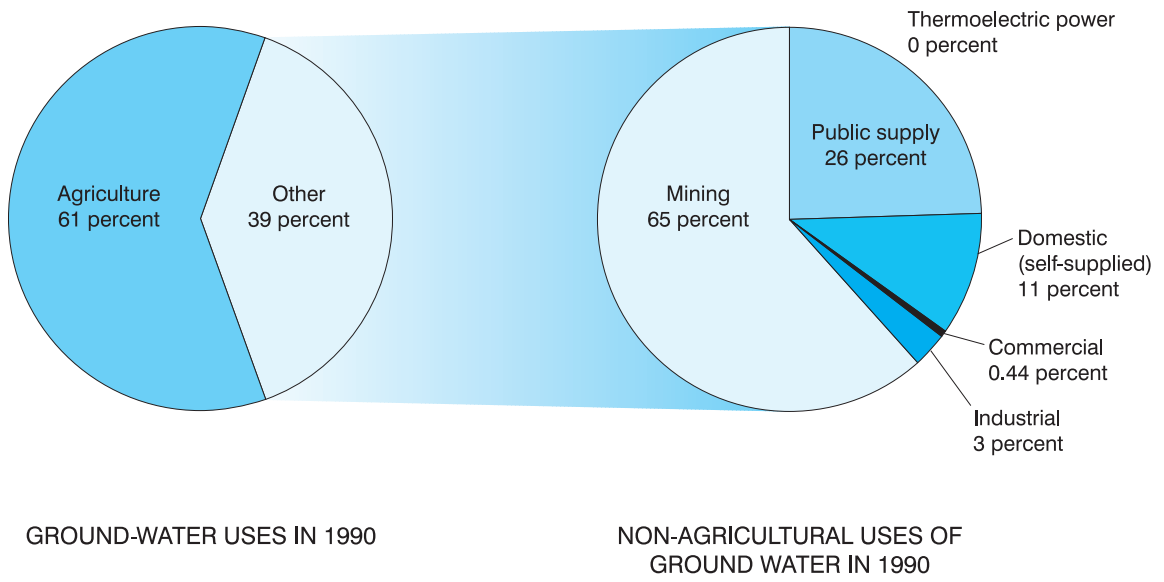 Agriculture
61 percent
Other
39 percent
Thermoelectric power
0 percent
Public supply
26 percent
Mining
65 percent
Domestic
(self-supplied)
11 percent
Commercial
0.44 percent
Industrial
3 percent
GROUND-WATER USES IN 1990
NON-AGRICULTURAL USES OF
GROUND WATER IN 1990